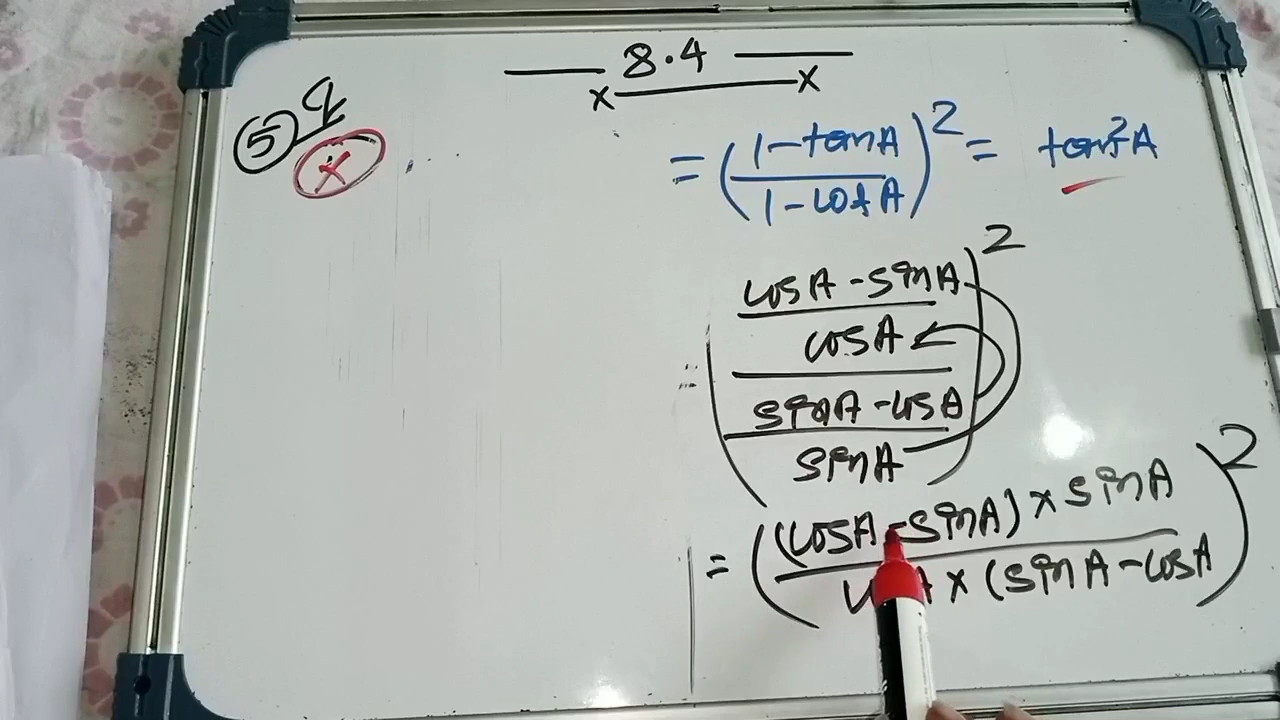 8.4
x x
5 q
x
= (1-tanA / 1-cotA)² = tan²A
= (cosA-sinA / cosA / sinA-cosA / sinA)²
= ((cosA-sinA) × sinA / × (sinA-cosA)²